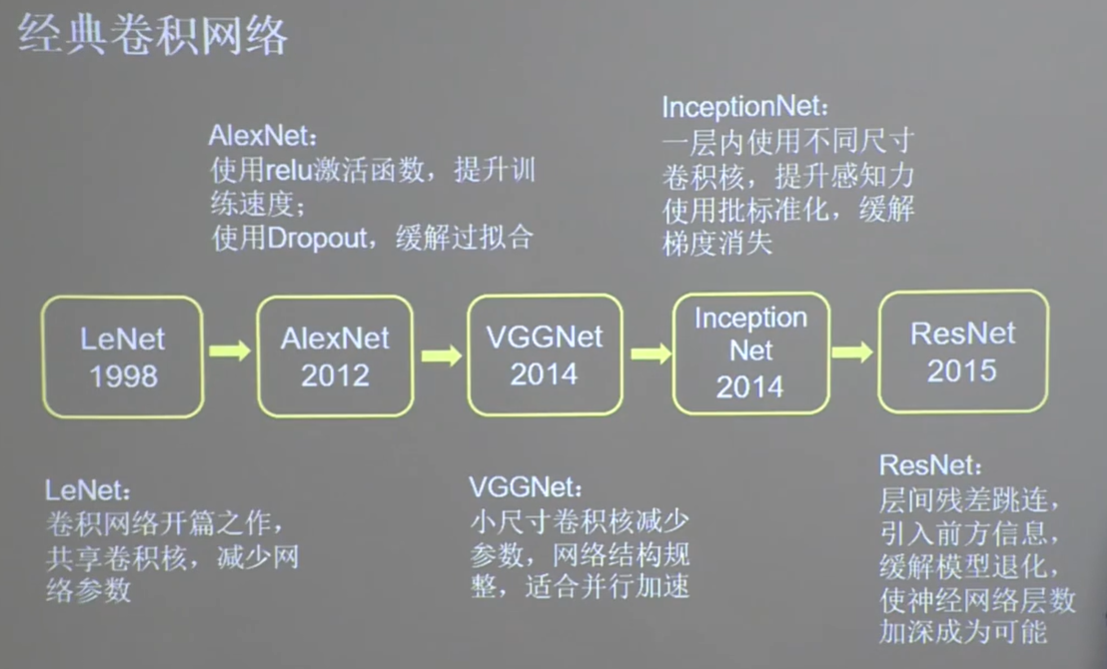 经典卷积网络
AlexNet：
使用relu激活函数，提升训
练速度；
使用Dropout，缓解过拟合
InceptionNet：
一层内使用不同尺寸
卷积核，提升感知力
使用批标准化，缓解
梯度消失
LeNet
1998
AlexNet
2012
VGGNet
2014
Inception
Net
2014
ResNet
2015
LeNet：
卷积网络开篇之作，
共享卷积核，减少网
络参数
VGGNet：
小尺寸卷积核减少
参数，网络结构规
整，适合并行加速
ResNet：
层间残差跳连，
引入前方信息，
缓解模型退化，
使神经网络层数
加深成为可能